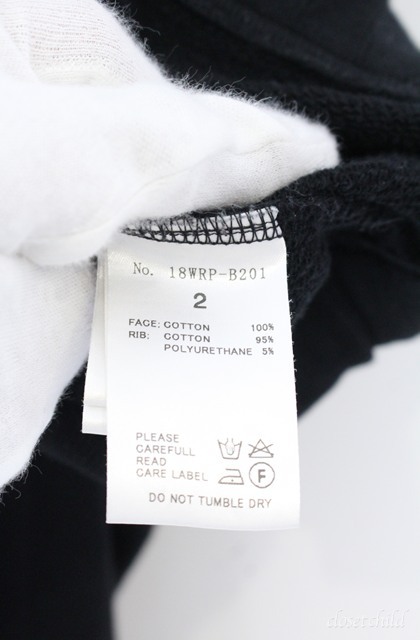 No. 18WRP-B201
2
FACE: COTTON 100%
RIB: COTTON 95%
POLYURETHANE 5%
PLEASE
CAREFULL
READ
CARE LABEL
F
DO NOT TUMBLE DRY
closet child